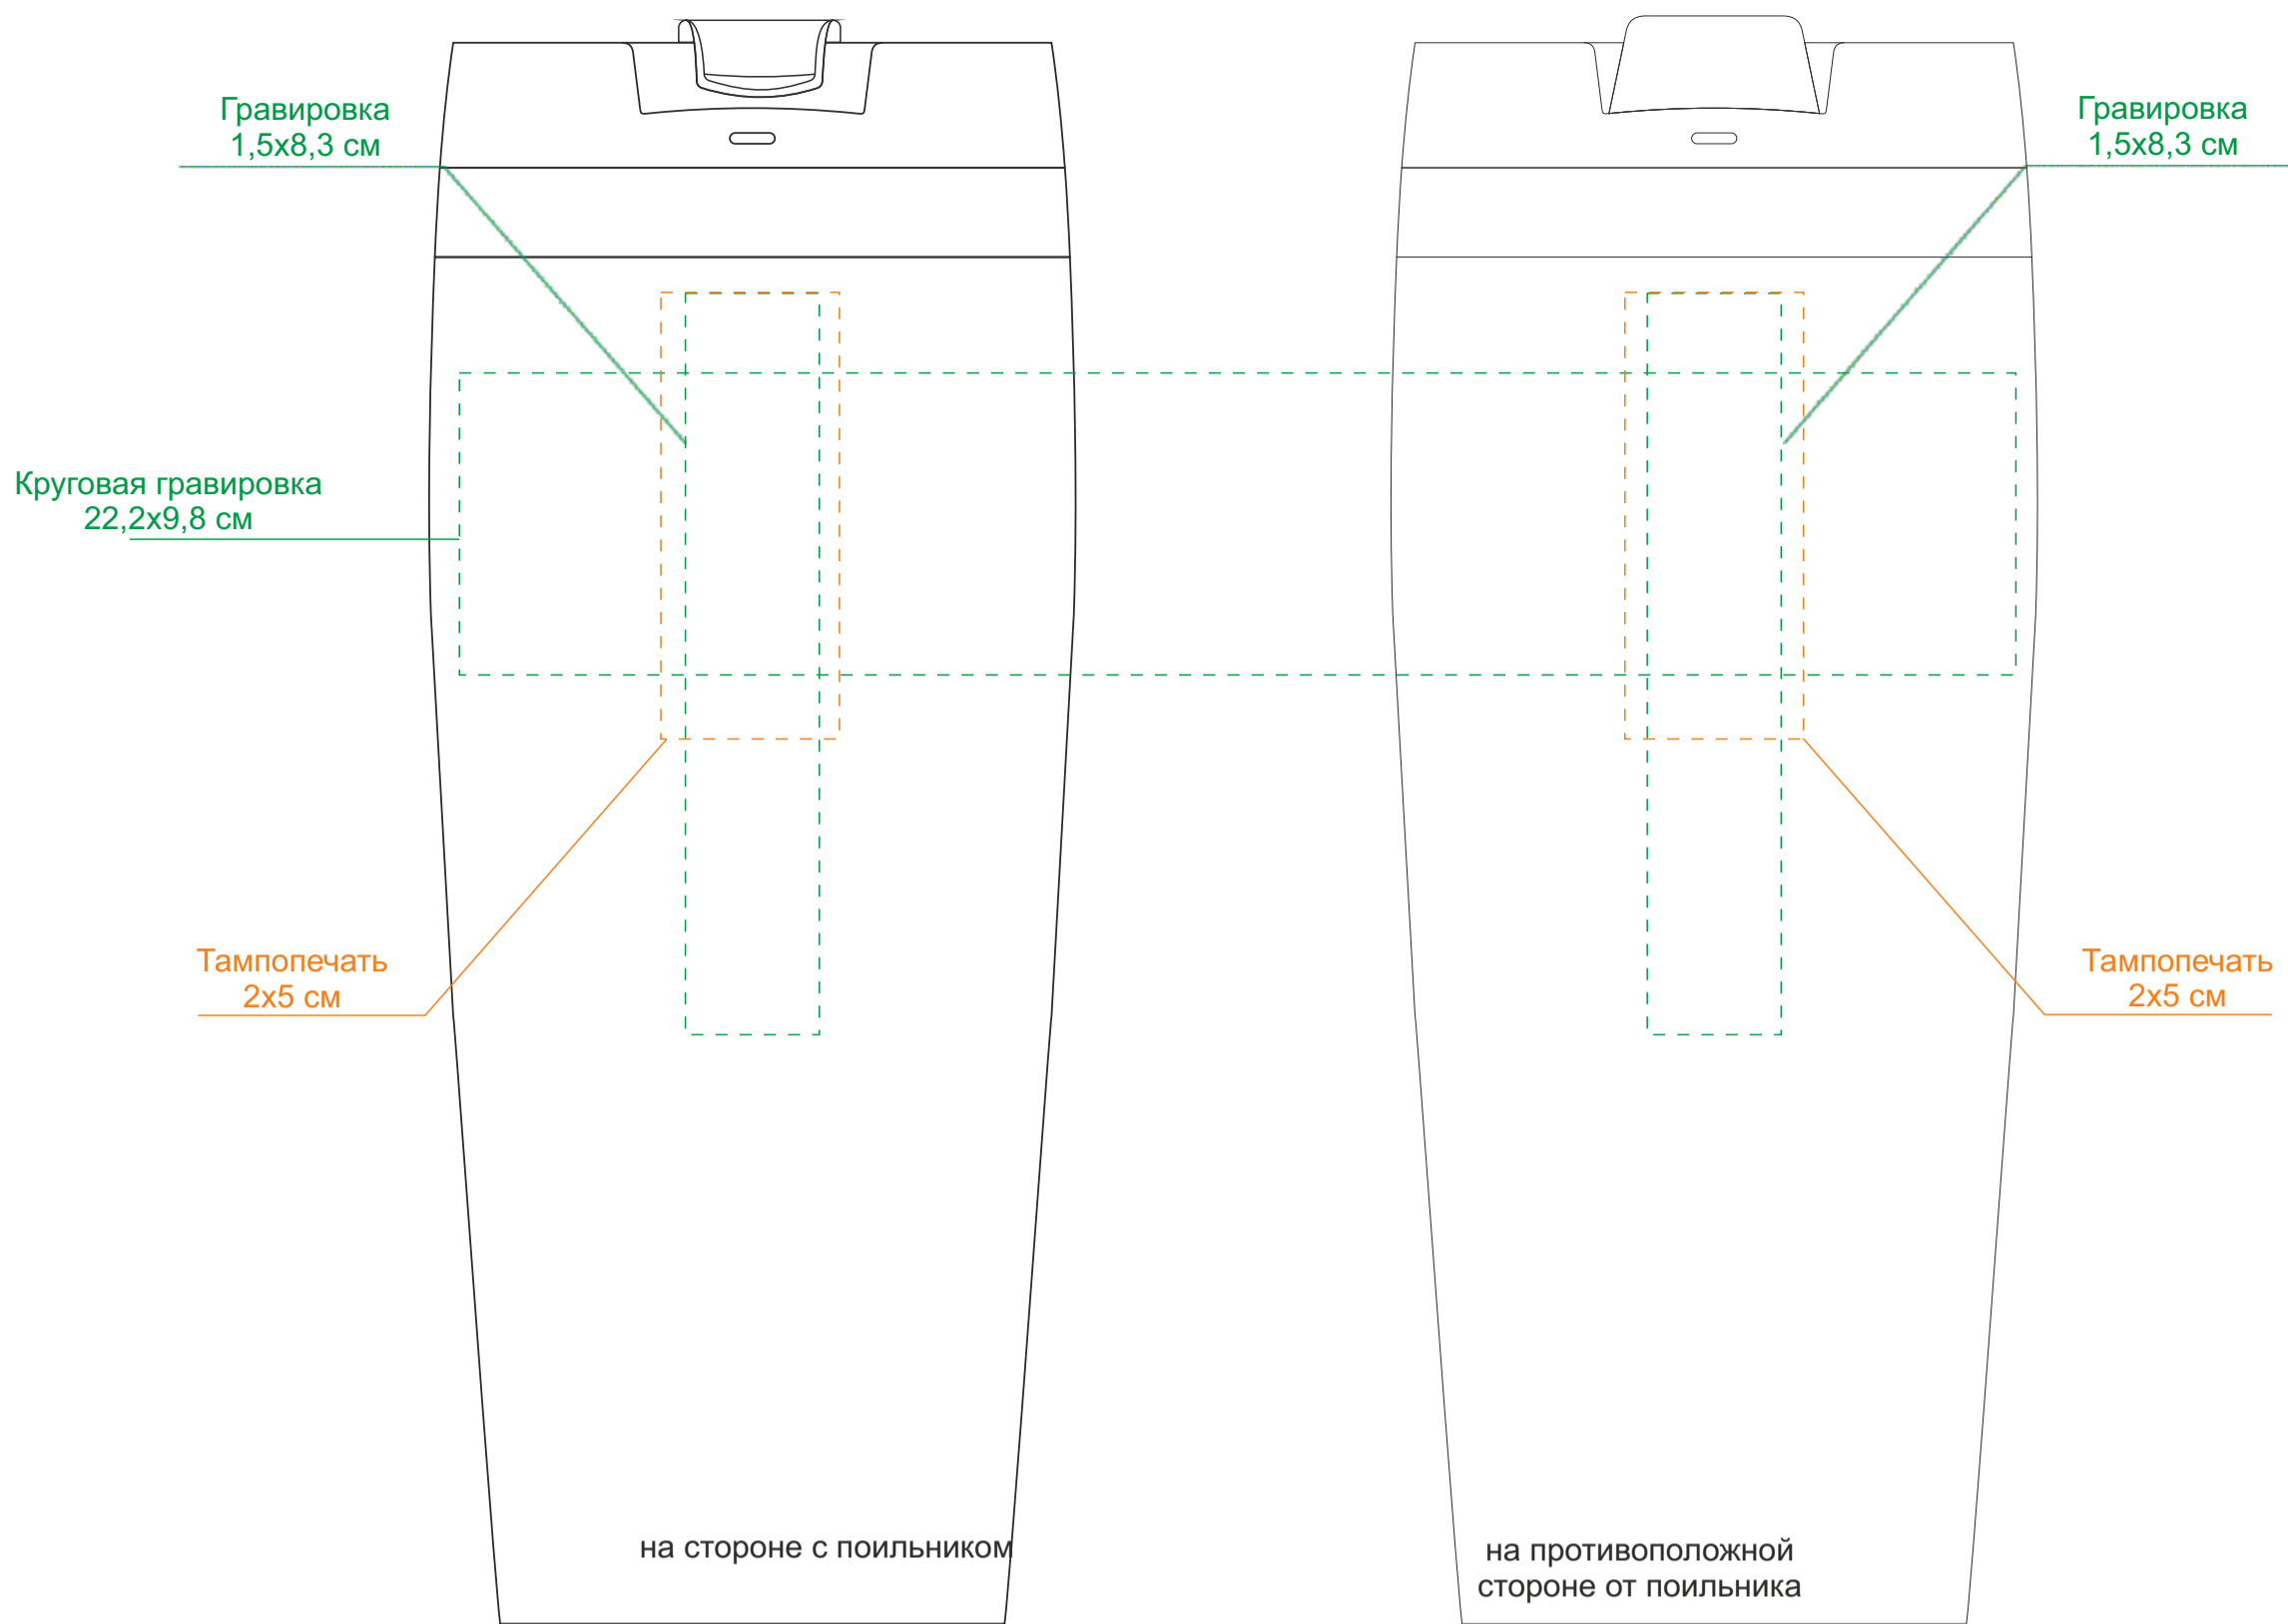 Гравировка
1,5х8,3 см
Гравировка
1,5х8,3 см
Круговая гравировка
22,2х9,8 см
Тампопечать
2х5 см
Тампопечать
2х5 см
на стороне с поильником
на противоположной
стороне от поильника